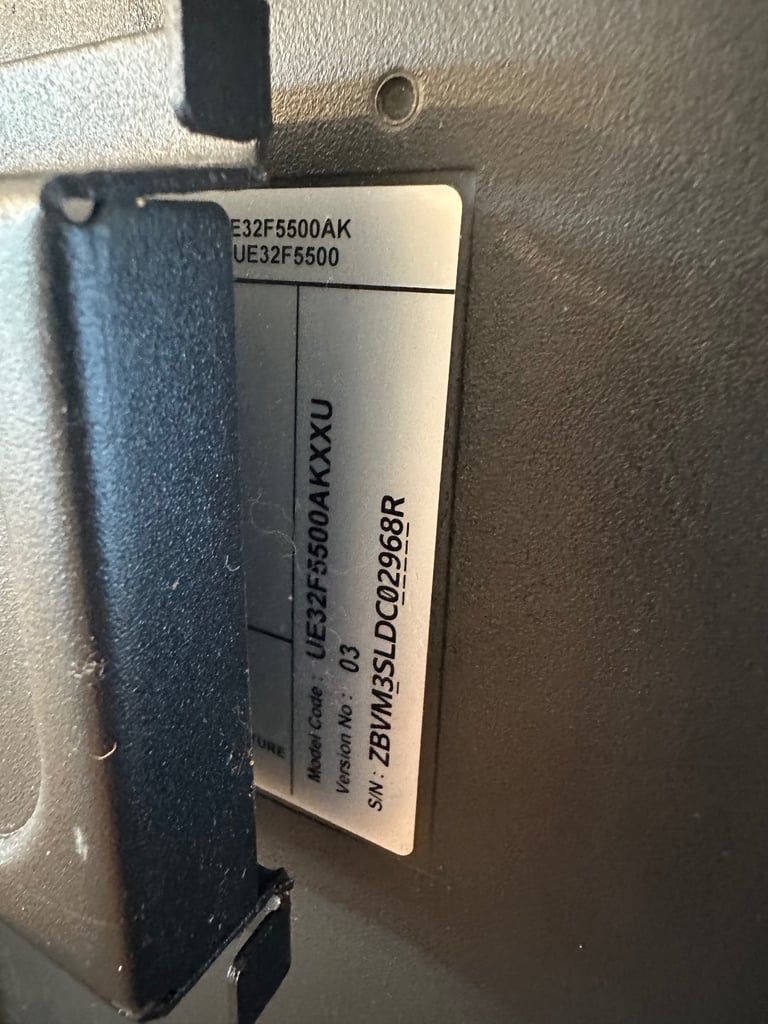 E32F5500AK
UE32F5500
Model Code : UE32F5500AKXXU
Version No : 03
S/N : ZBVM3SLDC02968R